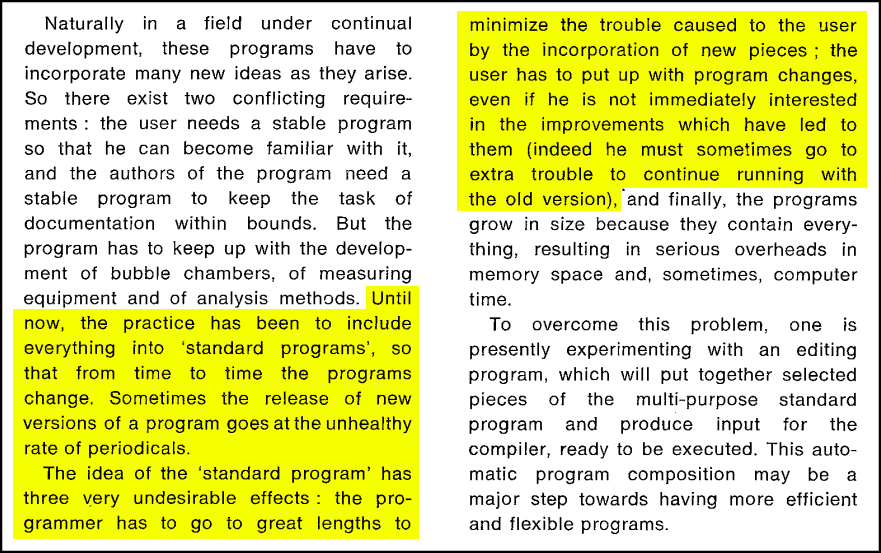 Naturally in a field under continual
development, these programs have to
incorporate many new ideas as they arise.
So there exist two conflicting require-
ments : the user needs a stable program
so that he can become familiar with it,
and the authors of the program need a
stable program to keep the task of
documentation within bounds. But the
program has to keep up with the develop-
ment of bubble chambers, of measuring
equipment and of analysis methods. Until
now, the practice has been to include
everything into ‘standard programs’, so
that from time to time the programs
change. Sometimes the release of new
versions of a program goes at the unhealthy
rate of periodicals.
The idea of the ‘standard program’ has
three very undesirable effects : the pro-
grammer has to go to great lengths to
minimize the trouble caused to the user
by the incorporation of new pieces ; the
user has to put up with program changes,
even if he is not immediately interested
in the improvements which have led to
them (indeed he must sometimes go to
extra trouble to continue running with
the old version), and finally, the programs
grow in size because they contain every-
thing, resulting in serious overheads in
memory space and, sometimes, computer
time.
To overcome this problem, one is
presently experimenting with an editing
program, which will put together selected
pieces of the multi-purpose standard
program and produce input for the
compiler, ready to be executed. This auto-
matic program composition may be a
major step towards having more efficient
and flexible programs.